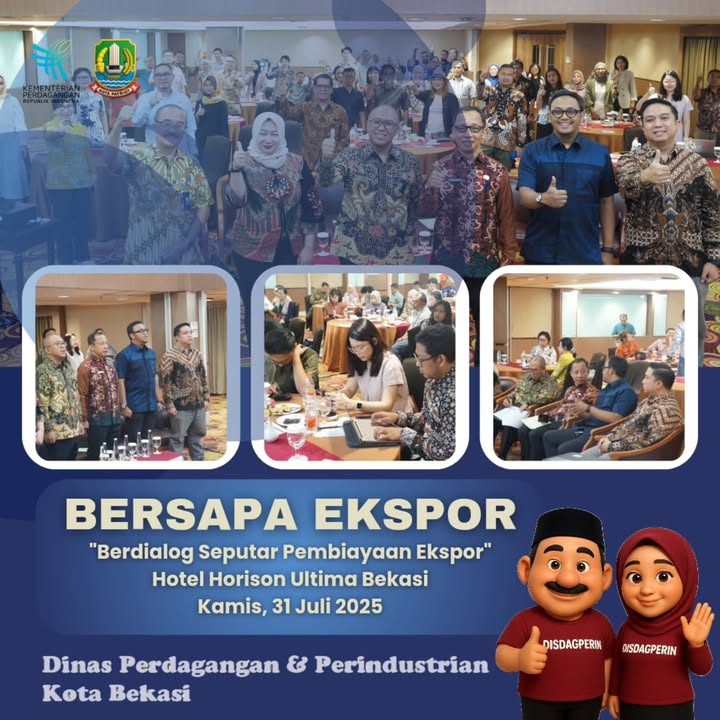 KEMENTERIAN
PERDAGANGAN
REPUBLIK INDONESIA
KOTA PATRIOT
BERSAPA EKSPOR
"Berdialog Seputar Pembiayaan Ekspor"
Hotel Horison Ultima Bekasi
Kamis, 31 Juli 2025
DISDAGPERIN
DISDAGPERIN
Dinas Perdagangan & Perindustrian
Kota Bekasi